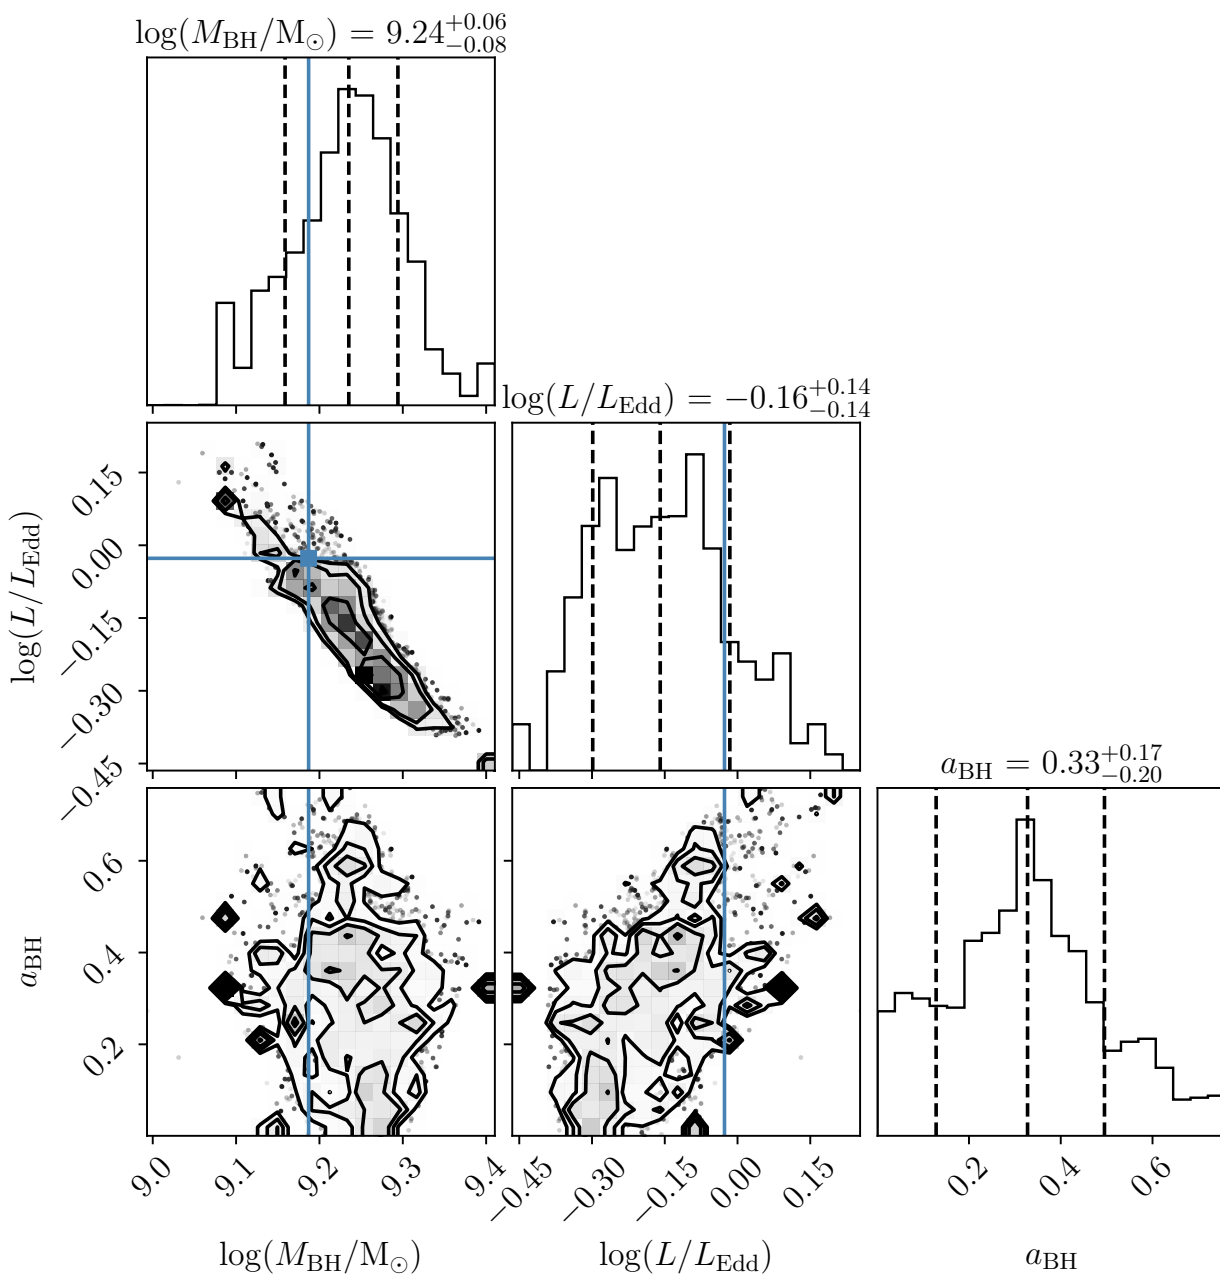 log(M_BH/M_⊙) = 9.24^{+0.06}_{−0.08}
log(L/L_Edd) = −0.16^{+0.14}_{−0.14}
0.15
0.00
−0.15
−0.30
−0.45
log(L/L_Edd)
a_BH = 0.33^{+0.17}_{−0.20}
0.6
0.4
0.2
a_BH
9.0 9.1 9.2 9.3 9.4
−0.45 −0.30 −0.15 0.00 0.15
0.2 0.4 0.6
log(M_BH/M_⊙)
log(L/L_Edd)
a_BH